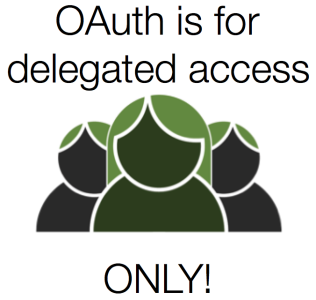 OAuth is for
delegated access
ONLY!